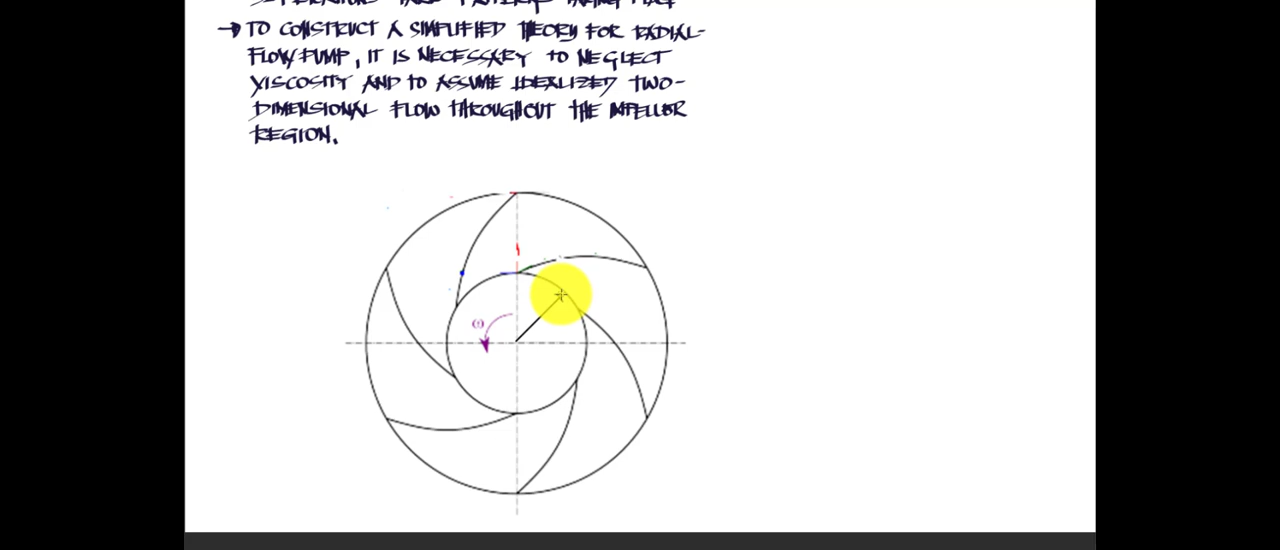 → TO CONSTRUCT A SIMPLIFIED THEORY FOR RADIAL-
FLOW PUMP, IT IS NECESSARY TO NEGLECT
VISCOSITY AND TO ASSUME IDEALIZED TWO-
DIMENSIONAL FLOW THROUGHOUT THE IMPELLOR
REGION.
ω